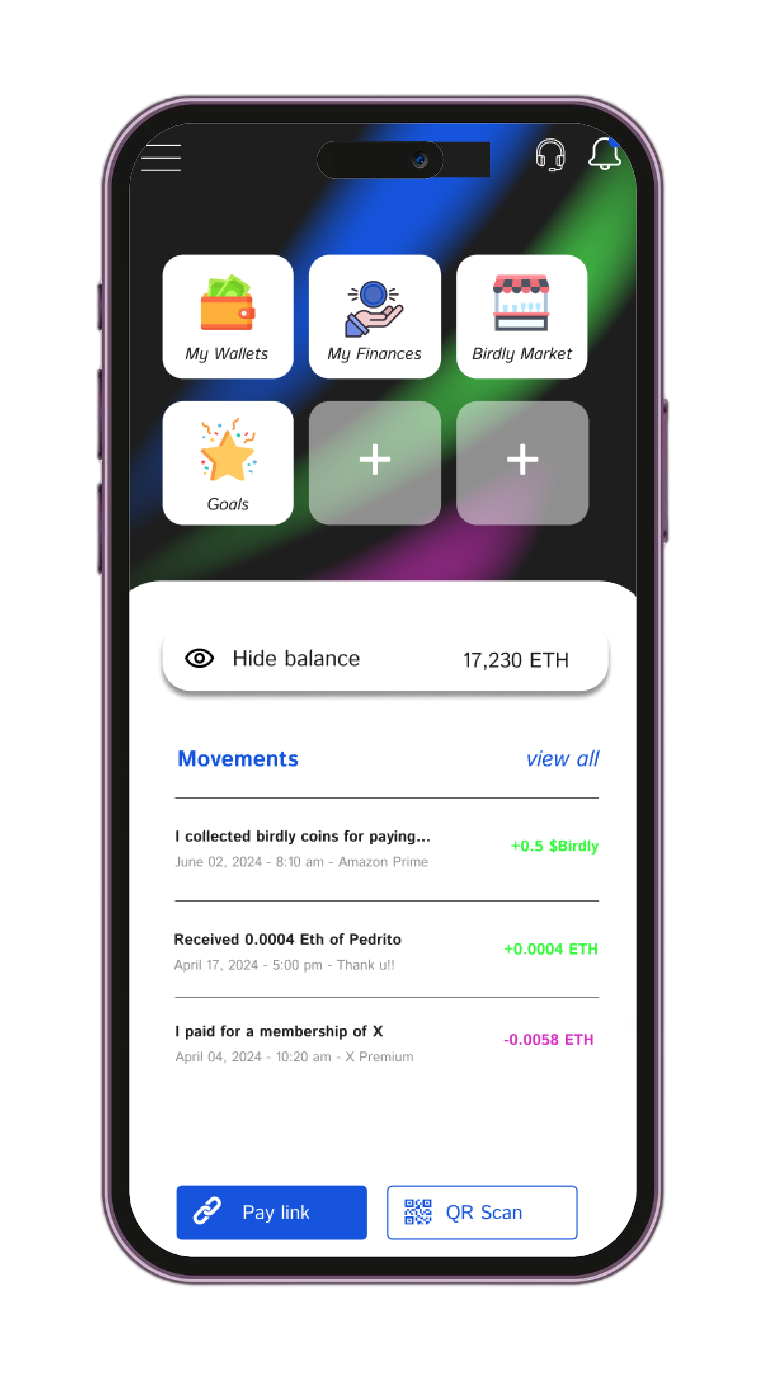 My Wallets
My Finances
Birdly Market
Goals
Hide balance
17,230 ETH
Movements
view all
I collected birdly coins for paying...
+0.5 $Birdly
June 02, 2024 - 8:10 am - Amazon Prime
Received 0.0004 Eth of Pedrito
+0.0004 ETH
April 17, 2024 - 5:00 pm - Thank u!!
I paid for a membership of X
-0.0058 ETH
April 04, 2024 - 10:20 am - X Premium
Pay link
QR Scan